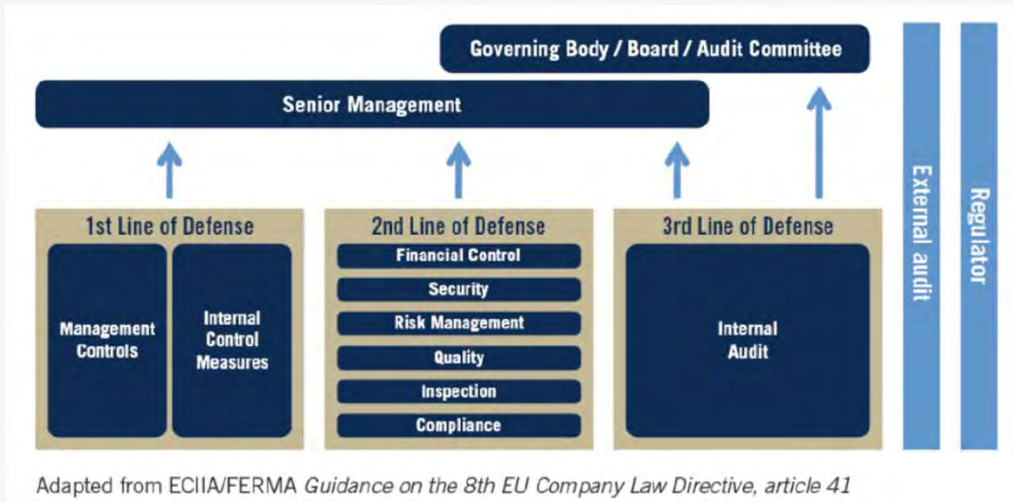 Governing Body / Board / Audit Committee
Senior Management
1st Line of Defense
Management
Controls
Internal
Control
Measures
2nd Line of Defense
Financial Control
Security
Risk Management
Quality
Inspection
Compliance
3rd Line of Defense
Internal
Audit
External audit
Regulator
Adapted from ECIIA/FERMA Guidance on the 8th EU Company Law Directive, article 41